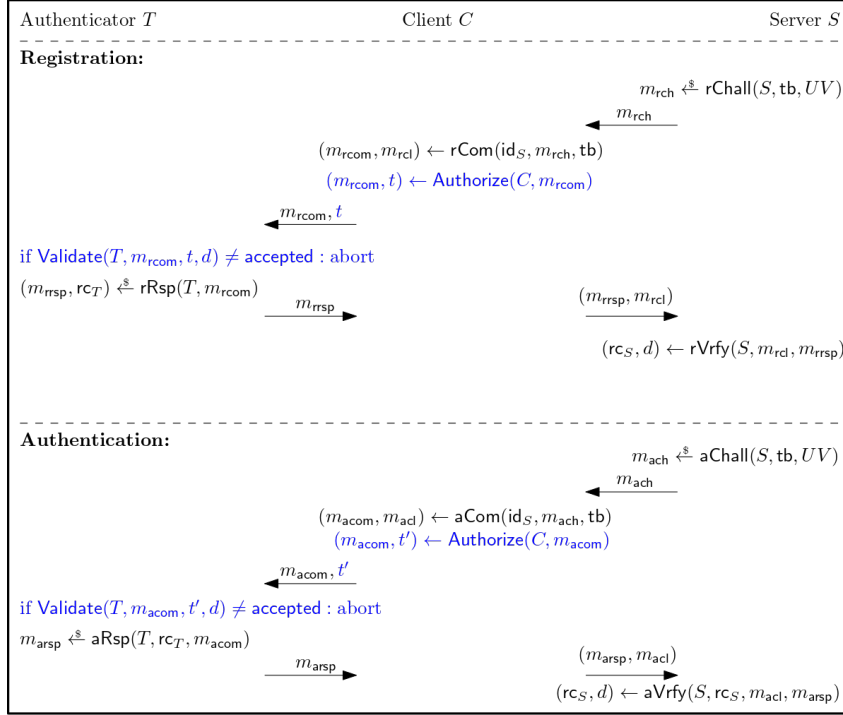 Authenticator T Client C Server S
Registration:
m_rch ←$ rChall(S, tb, UV)
m_rch
(m_rcom, m_rcl) ← rCom(id_S, m_rch, tb)
(m_rcom, t) ← Authorize(C, m_rcom)
m_rcom, t
if Validate(T, m_rcom, t, d) ≠ accepted : abort
(m_rrsp, rc_T) ←$ rRsp(T, m_rcom)
m_rrsp (m_rrsp, m_rcl)
(rc_S, d) ← rVrfy(S, m_rcl, m_rrsp)
Authentication:
m_ach ←$ aChall(S, tb, UV)
m_ach
(m_acom, m_acl) ← aCom(id_S, m_ach, tb)
(m_acom, t′) ← Authorize(C, m_acom)
m_acom, t′
if Validate(T, m_acom, t′, d) ≠ accepted : abort
m_arsp ←$ aRsp(T, rc_T, m_acom)
m_arsp (m_arsp, m_acl)
(rc_S, d) ← aVrfy(S, rc_S, m_acl, m_arsp)